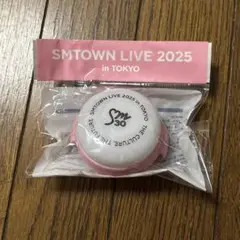 SMTOWN LIVE 2025
in TOKYO
SMTOWN LIVE 2025 in TOKYO
THE CULTURE, THE FUTURE
SM
30